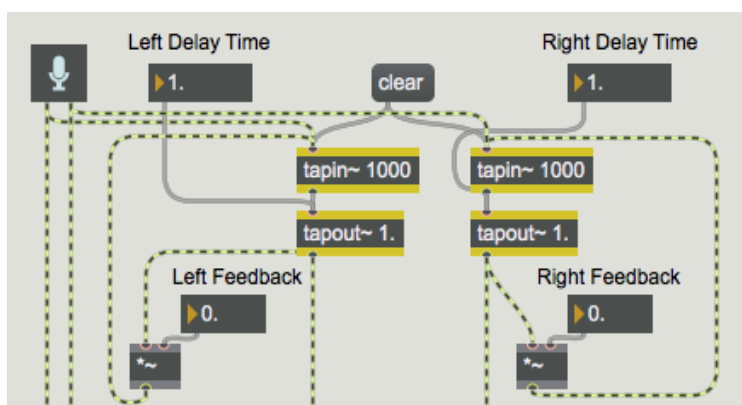 Left Delay Time
Right Delay Time
1.
clear
1.
tapin~ 1000
tapin~ 1000
tapout~ 1.
tapout~ 1.
Left Feedback
Right Feedback
0.
0.
*~
*~